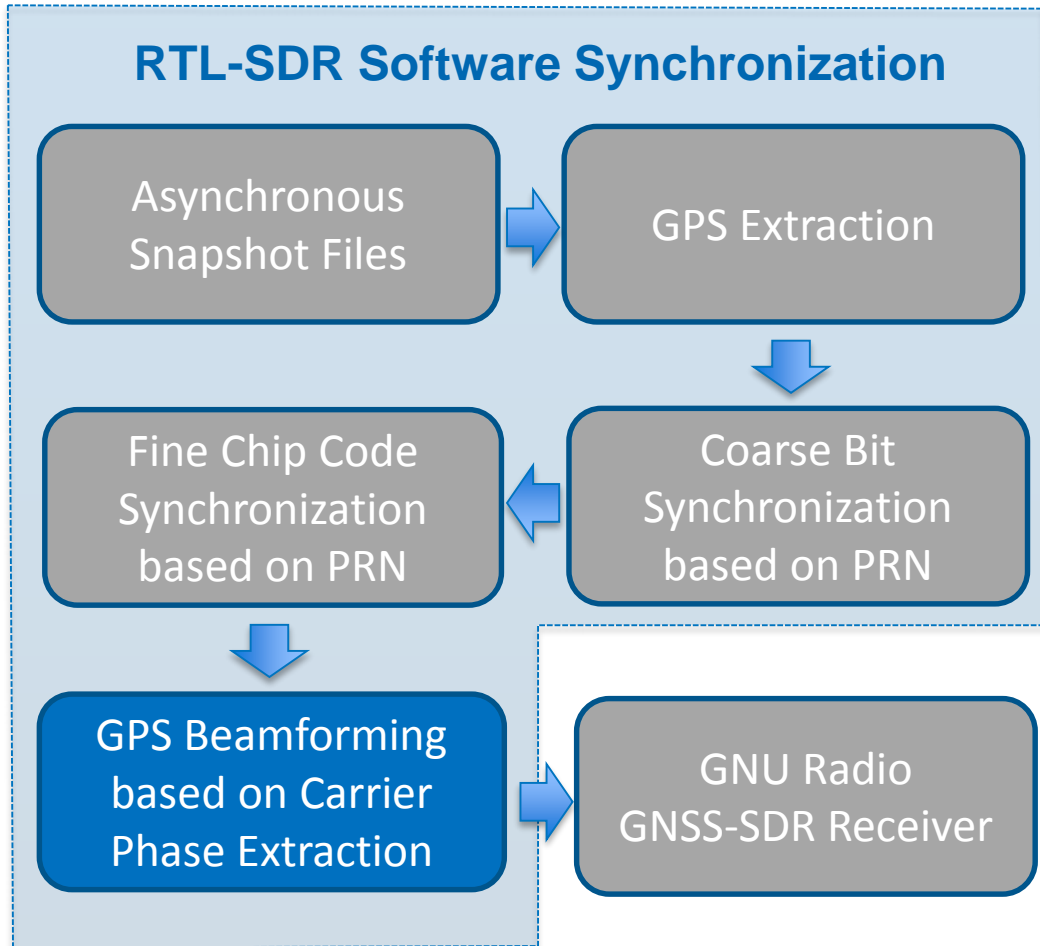 RTL-SDR Software Synchronization
Asynchronous
Snapshot Files
GPS Extraction
Coarse Bit
Synchronization
based on PRN
Fine Chip Code
Synchronization
based on PRN
GPS Beamforming
based on Carrier
Phase Extraction
GNU Radio
GNSS-SDR Receiver